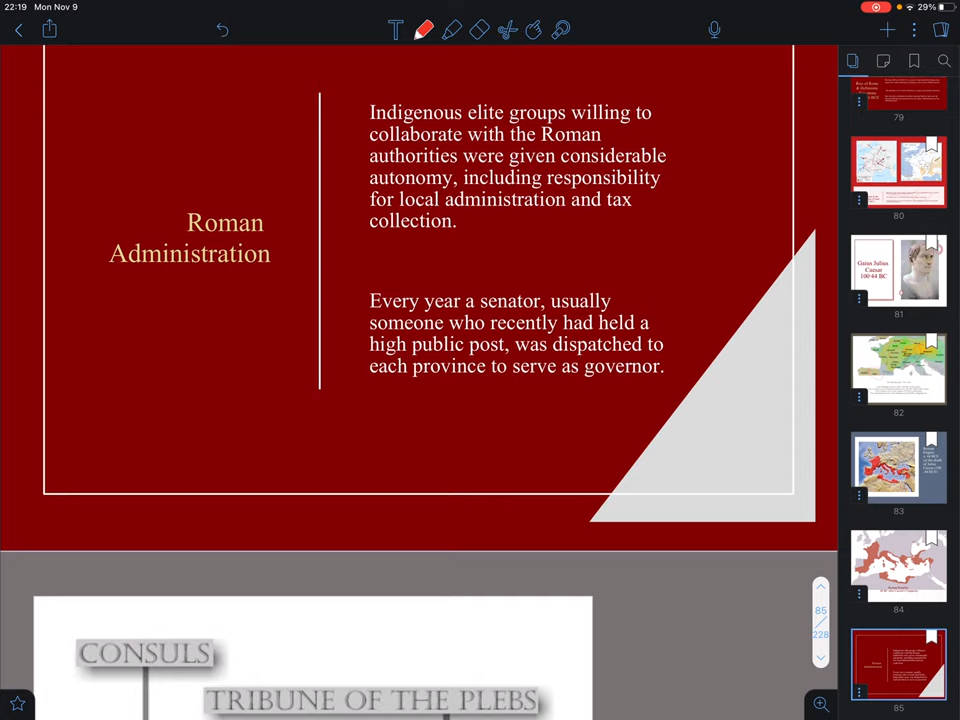 22:19 Mon Nov 9
29%
Indigenous elite groups willing to
collaborate with the Roman
authorities were given considerable
autonomy, including responsibility
for local administration and tax
collection.
Roman
Administration
Every year a senator, usually
someone who recently had held a
high public post, was dispatched to
each province to serve as governor.
CONSULS
TRIBUNE OF THE PLEBS
85
228
79
80
Gaius Julius
Caesar
100 44 BC
81
82
83
84
85